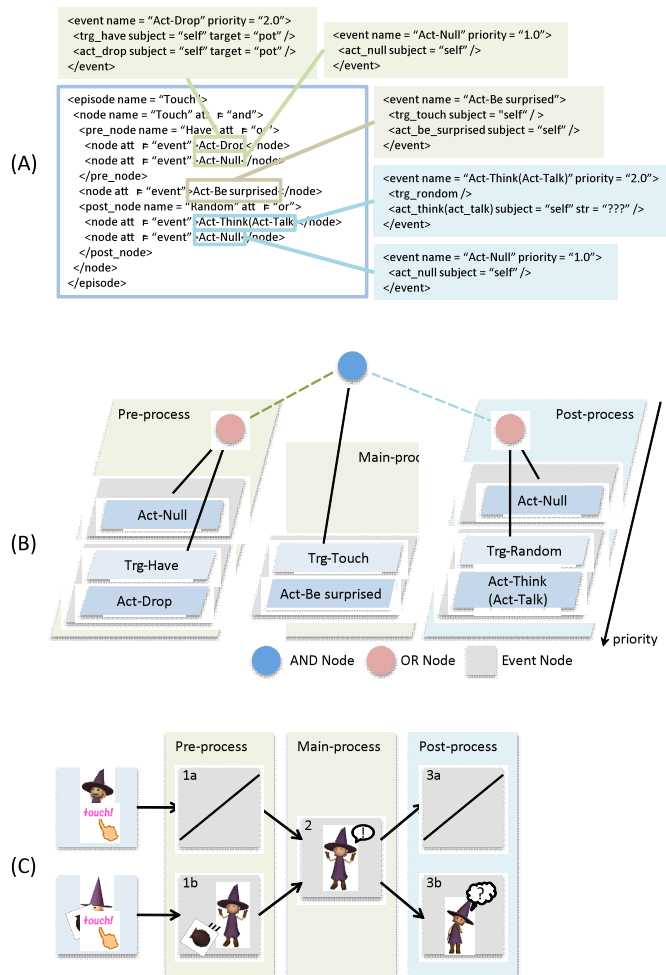 <event name = “Act-Drop” priority = “2.0”>
<trg_have subject = “self” target = “pot” />
<act_drop subject = “self” target = “pot” />
</event>
<event name = “Act-Null” priority = “1.0”>
<act_null subject = “self” />
</event>
(A)
<episode name = “Touch”>
<node name = “Touch” att = “and”>
<pre_node name = “Have” att = “or”>
<node att = “event”>Act-Drop</node>
<node att = “event”>Act-Null</node>
</pre_node>
<node att = “event”>Act-Be surprised</node>
<post_node name = “Random” att = “or”>
<node att = “event”>Act-Think(Act-Talk)</node>
<node att = “event”>Act-Null</node>
</post_node>
</node>
</episode>
<event name = “Act-Be surprised”>
<trg_touch subject = "self” / >
<act_be_surprised subject = “self” />
</event>
<event name = “Act-Think(Act-Talk)” priority = “2.0”>
<trg_rondom />
<act_think(act_talk) subject = “self” str = “???” />
</event>
<event name = “Act-Null” priority = “1.0”>
<act_null subject = “self” />
</event>
(B)
Pre-process
Main-proc
Post-process
Act-Null
Act-Null
Trg-Have
Trg-Touch
Trg-Random
Act-Drop
Act-Be surprised
Act-Think
(Act-Talk)
priority
AND Node
OR Node
Event Node
(C)
Pre-process
Main-process
Post-process
touch!
1a
2
!
3a
touch!
1b
3b
?